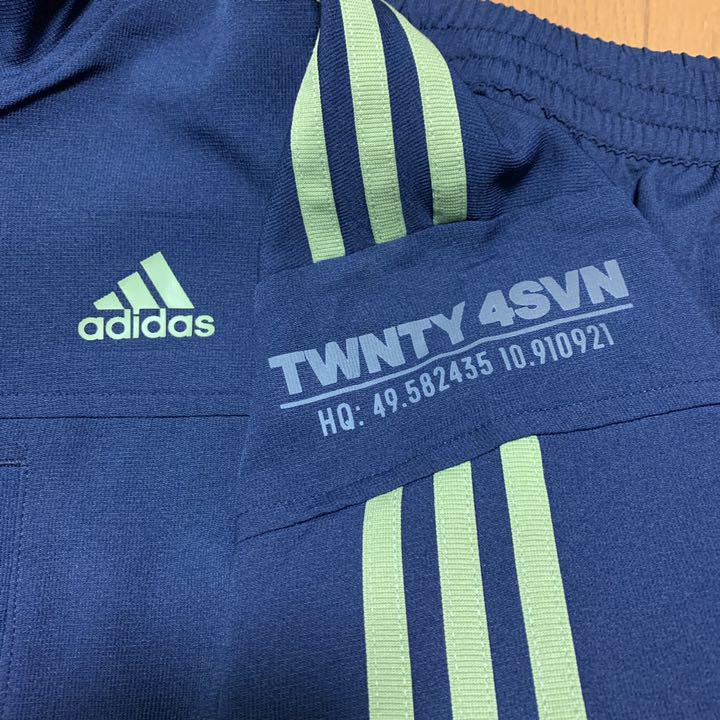 adidas
TWNTY 4SVN
HQ: 49.582435 10.910921